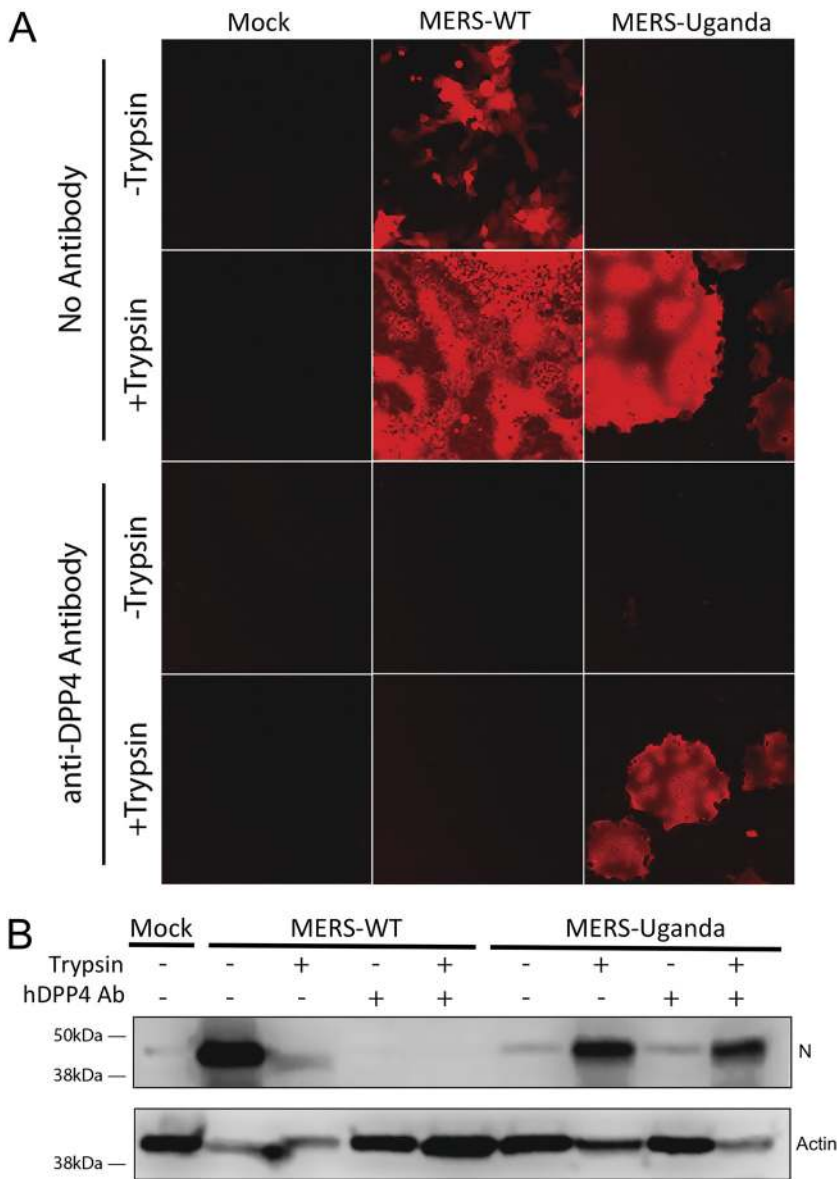 A
Mock MERS-WT MERS-Uganda
No Antibody
-Trypsin
+Trypsin
anti-DPP4 Antibody
-Trypsin
+Trypsin
B
Mock MERS-WT MERS-Uganda
Trypsin - - + - + - + - +
hDPP4 Ab - - - + + - - + +
50kDa
N
38kDa
Actin
38kDa